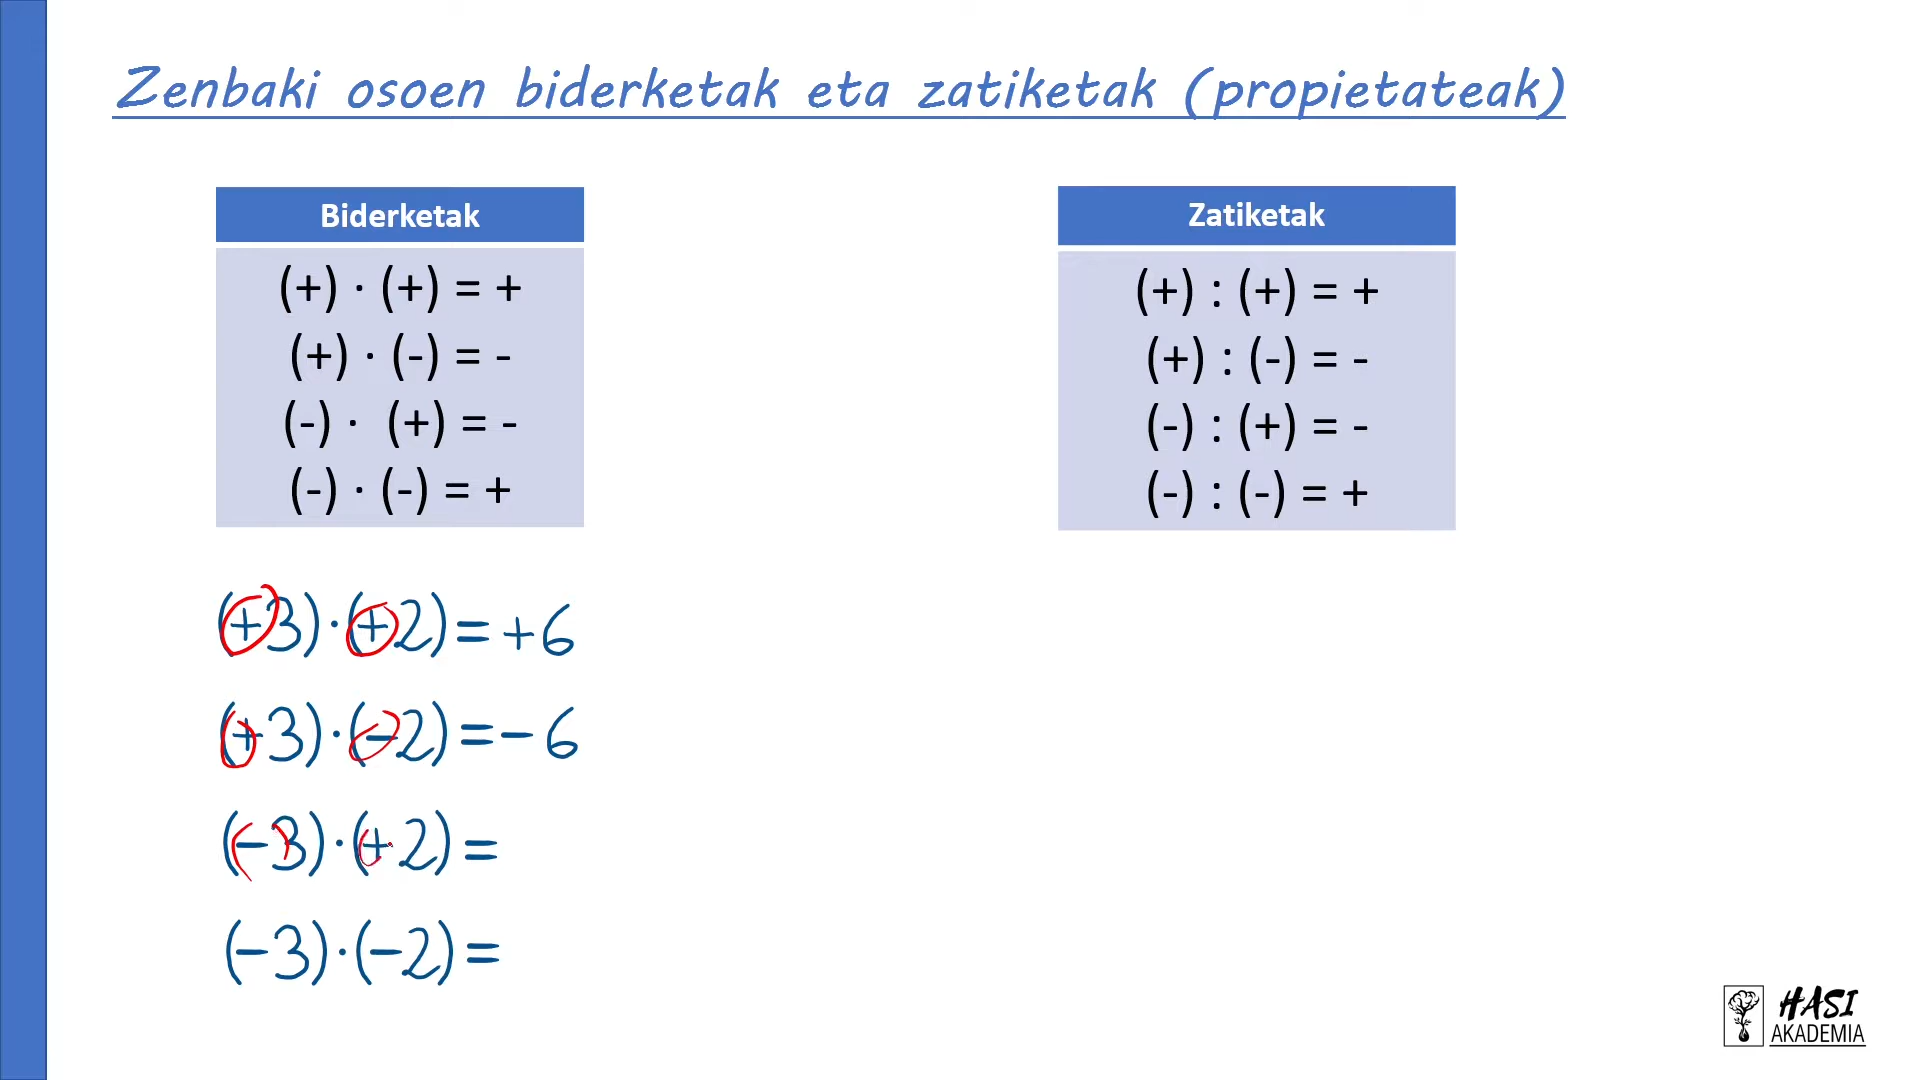 Zenbaki osoen biderketak eta zatiketak (propietateak)
Biderketak
(+) · (+) = +
(+) · (-) = -
(-) · (+) = -
(-) · (-) = +
Zatiketak
(+) : (+) = +
(+) : (-) = -
(-) : (+) = -
(-) : (-) = +
(+3)·(+2)=+6
(+3)·(-2)=-6
(-3)·(+2)=
(-3)·(-2)=
HASI
AKADEMIA